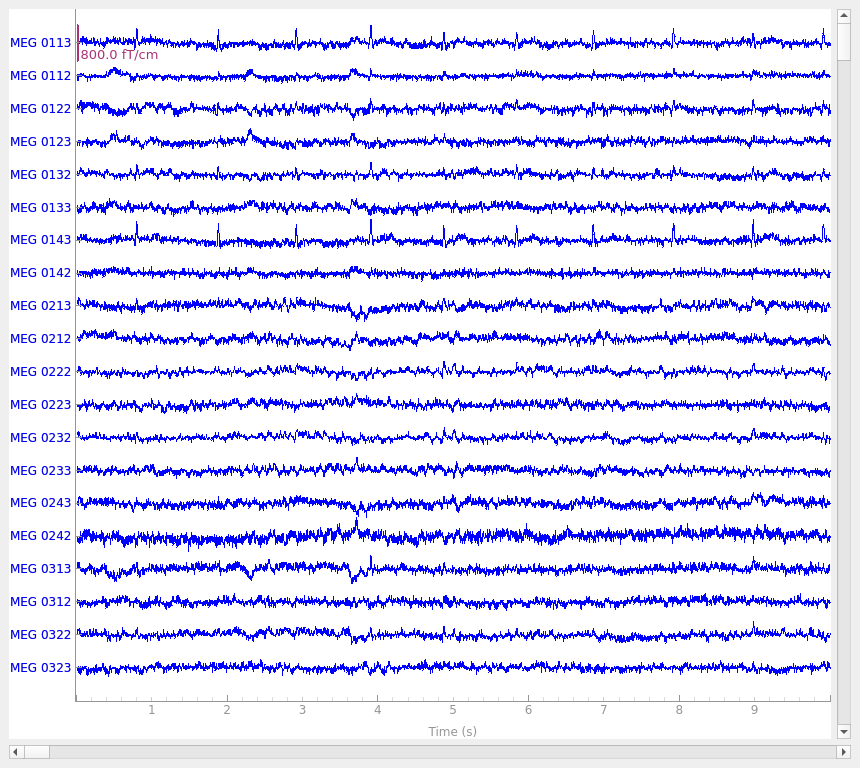 MEG 0113
800.0 fT/cm
MEG 0112
MEG 0122
MEG 0123
MEG 0132
MEG 0133
MEG 0143
MEG 0142
MEG 0213
MEG 0212
MEG 0222
MEG 0223
MEG 0232
MEG 0233
MEG 0243
MEG 0242
MEG 0313
MEG 0312
MEG 0322
MEG 0323
1 2 3 4 5 6 7 8 9
Time (s)